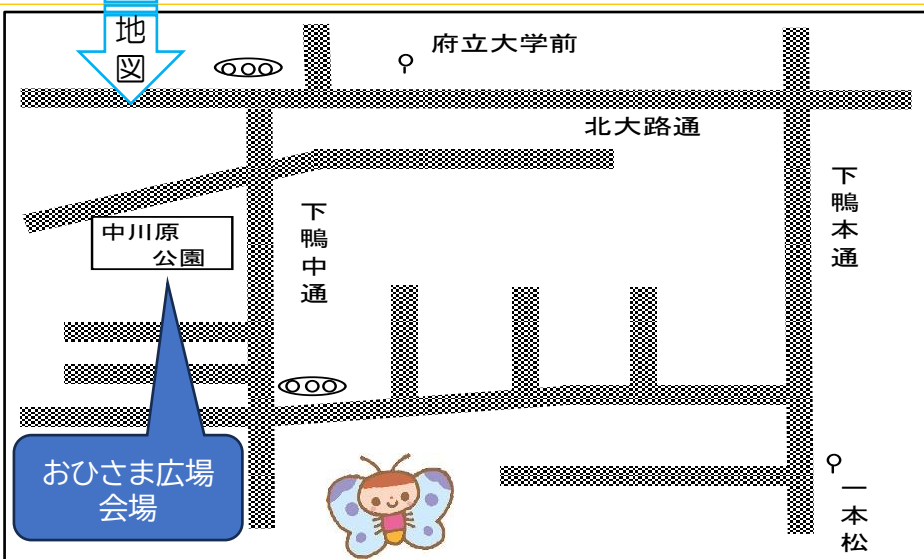 地図
府立大学前
北大路通
下鴨中通
下鴨本通
中川原
公園
おひさま広場
会場
一本松